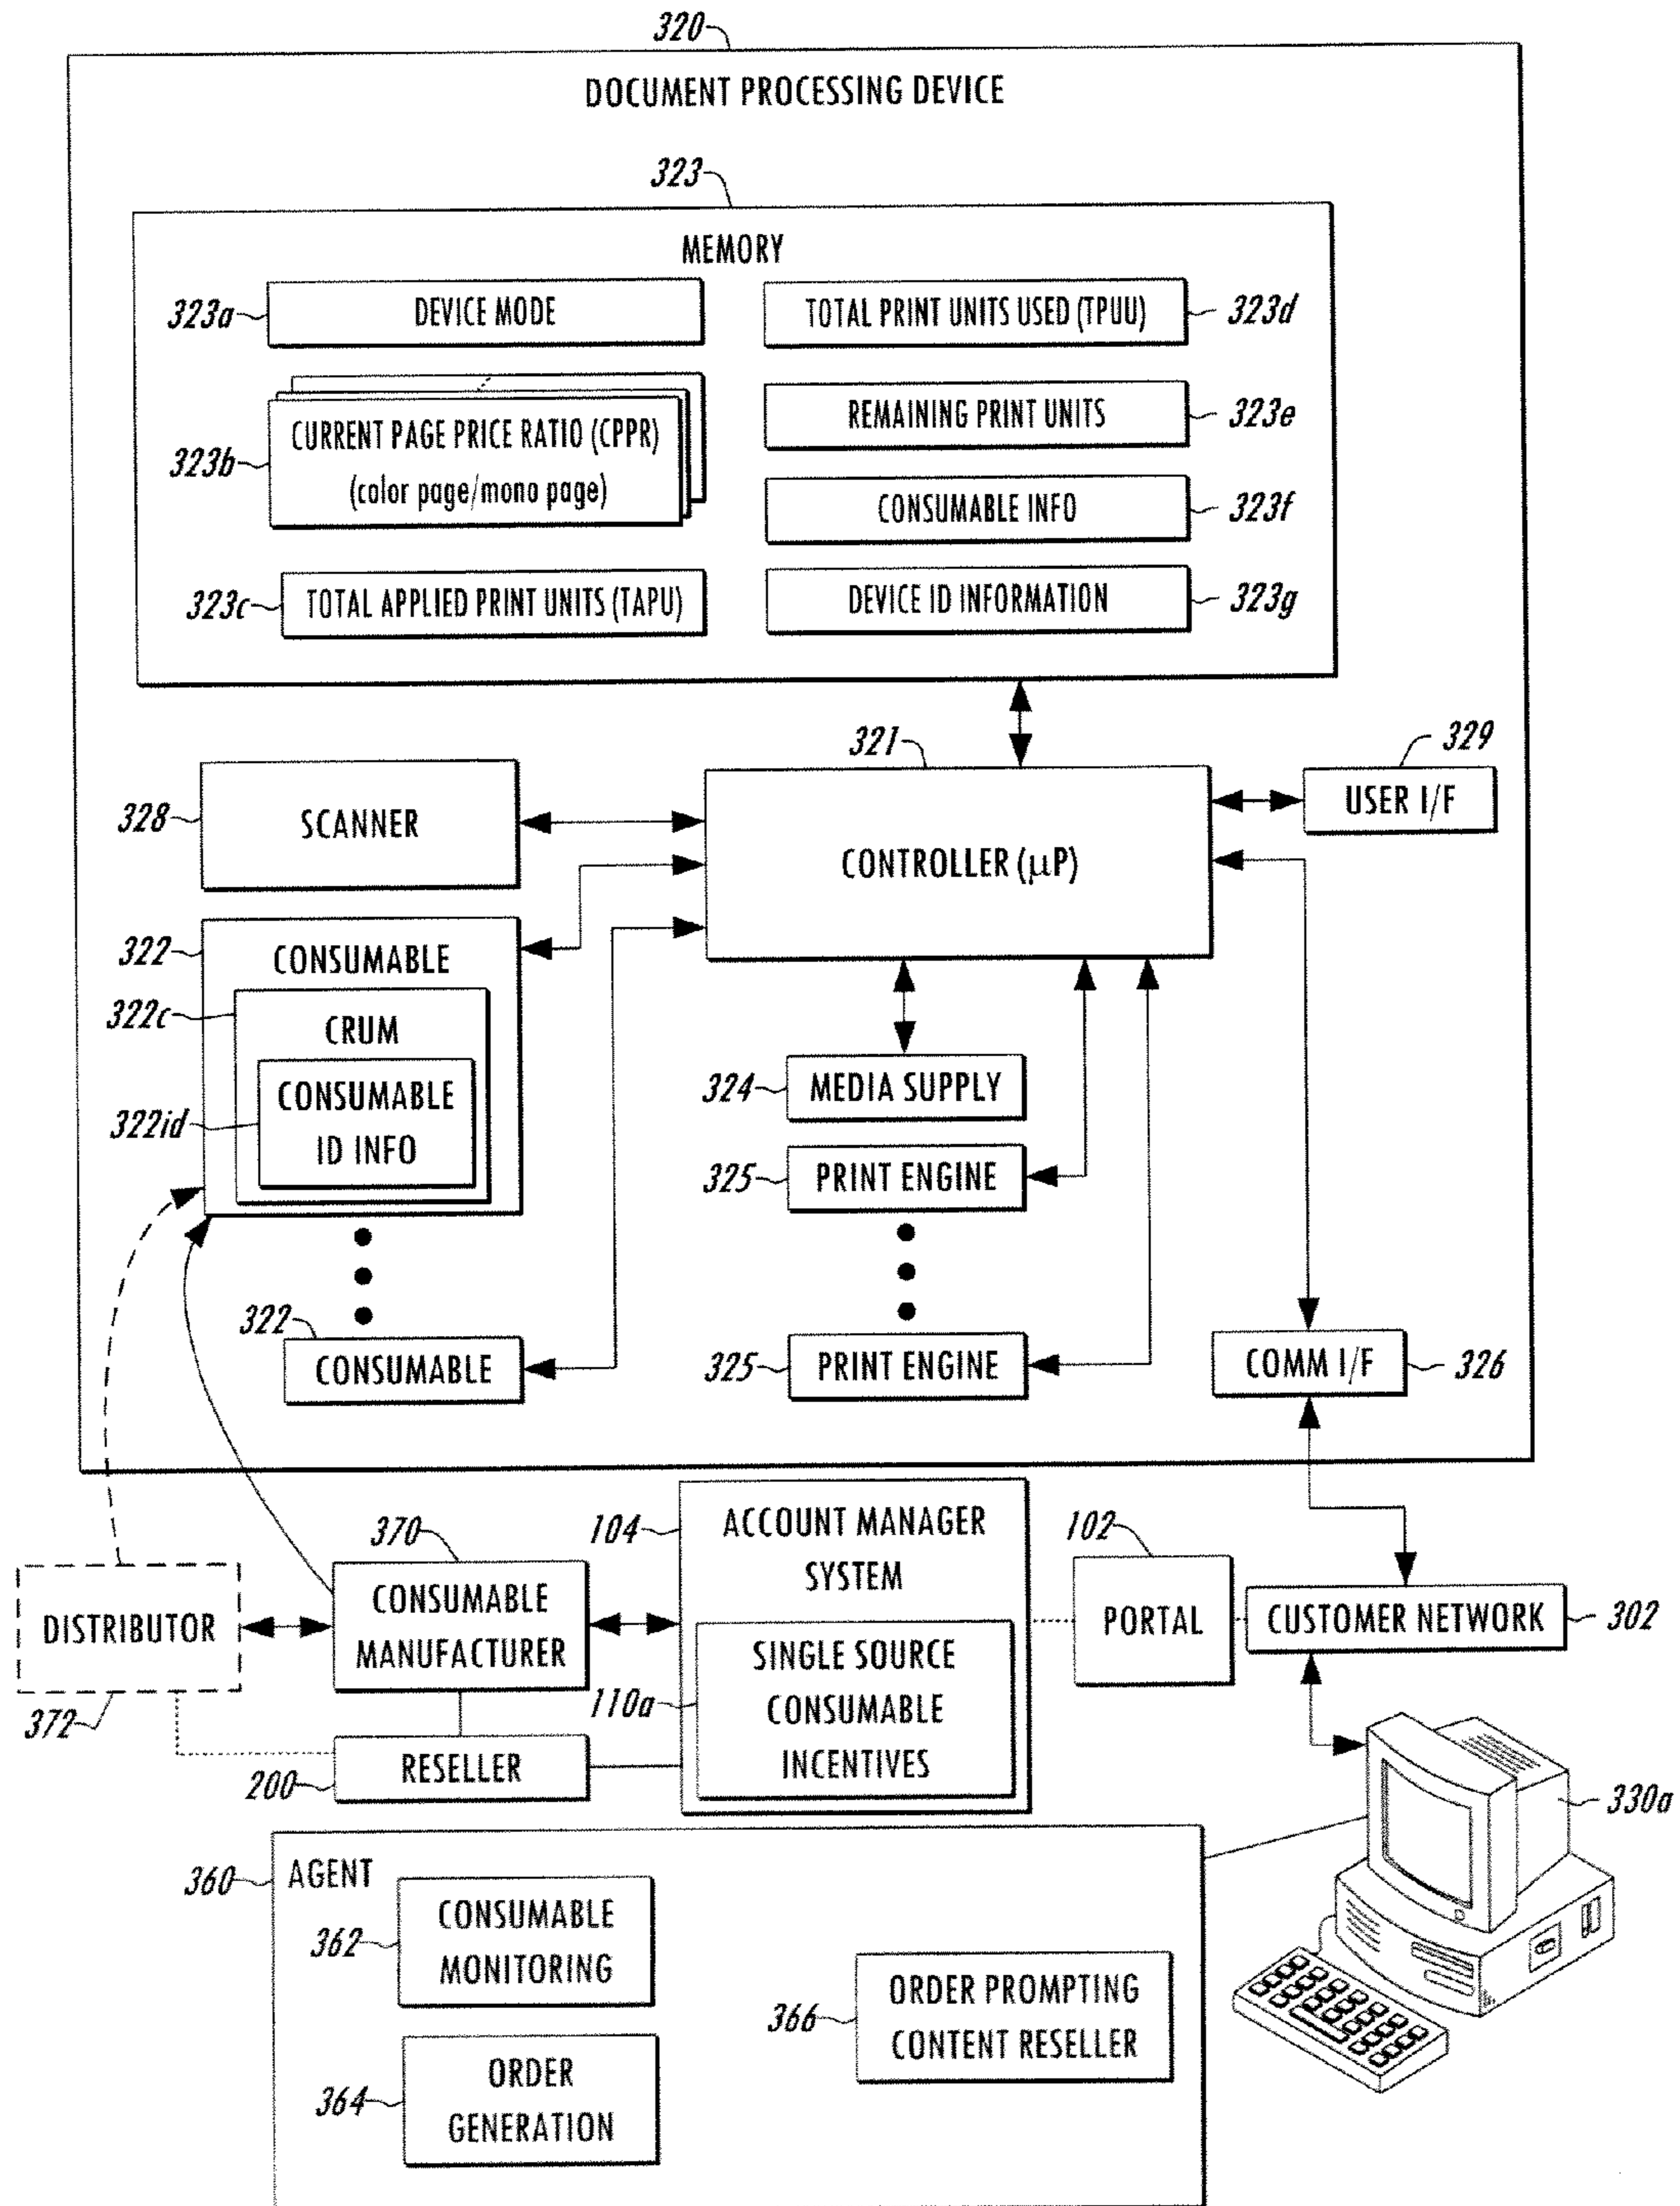 320
DOCUMENT PROCESSING DEVICE
323
MEMORY
323a
DEVICE MODE
TOTAL PRINT UNITS USED (TPUU)
323d
323b
CURRENT PAGE PRICE RATIO (CPPR)
(color page/mono page)
REMAINING PRINT UNITS
323e
CONSUMABLE INFO
323f
323c
TOTAL APPLIED PRINT UNITS (TAPU)
DEVICE ID INFORMATION
323g
321
329
328
SCANNER
CONTROLLER (µP)
USER I/F
322
CONSUMABLE
322c
CRUM
322id
CONSUMABLE
ID INFO
324
MEDIA SUPPLY
325
PRINT ENGINE
322
CONSUMABLE
325
PRINT ENGINE
COMM I/F
326
370
104
ACCOUNT MANAGER
SYSTEM
102
DISTRIBUTOR
372
CONSUMABLE
MANUFACTURER
110a
SINGLE SOURCE
CONSUMABLE
INCENTIVES
PORTAL
CUSTOMER NETWORK
302
200
RESELLER
330a
360
AGENT
362
CONSUMABLE
MONITORING
366
ORDER PROMPTING
CONTENT RESELLER
364
ORDER
GENERATION